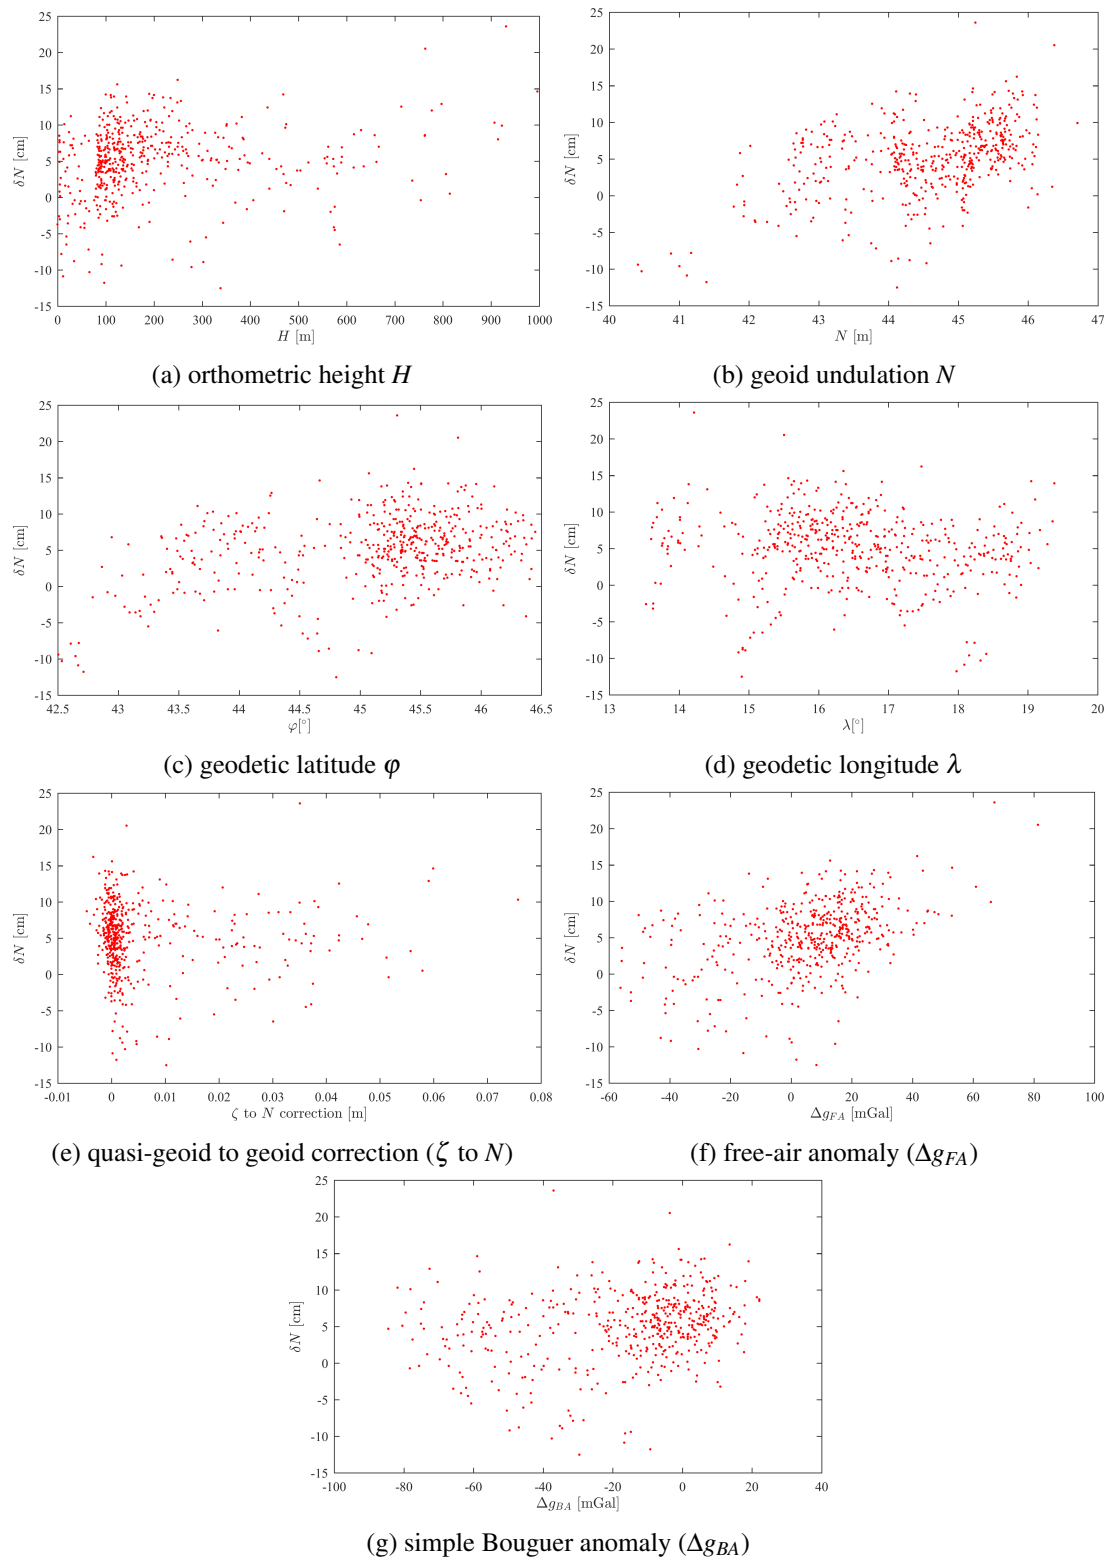 25
20
15
10
5
0
-5
-10
-15
δN [cm]
0 100 200 300 400 500 600 700 800 900 1000
H [m]
(a) orthometric height H
25
20
15
10
5
0
-5
-10
-15
δN [cm]
40 41 42 43 44 45 46 47
N [m]
(b) geoid undulation N
25
20
15
10
5
0
-5
-10
-15
δN [cm]
42.5 43 43.5 44 44.5 45 45.5 46 46.5
φ[°]
(c) geodetic latitude φ
25
20
15
10
5
0
-5
-10
-15
δN [cm]
13 14 15 16 17 18 19 20
λ[°]
(d) geodetic longitude λ
25
20
15
10
5
0
-5
-10
-15
δN [cm]
-0.01 0 0.01 0.02 0.03 0.04 0.05 0.06 0.07 0.08
ζ to N correction [m]
(e) quasi-geoid to geoid correction (ζ to N)
25
20
15
10
5
0
-5
-10
-15
δN [cm]
-60 -40 -20 0 20 40 60 80 100
Δg_FA [mGal]
(f) free-air anomaly (Δg_FA)
25
20
15
10
5
0
-5
-10
-15
δN [cm]
-100 -80 -60 -40 -20 0 20 40
Δg_BA [mGal]
(g) simple Bouguer anomaly (Δg_BA)